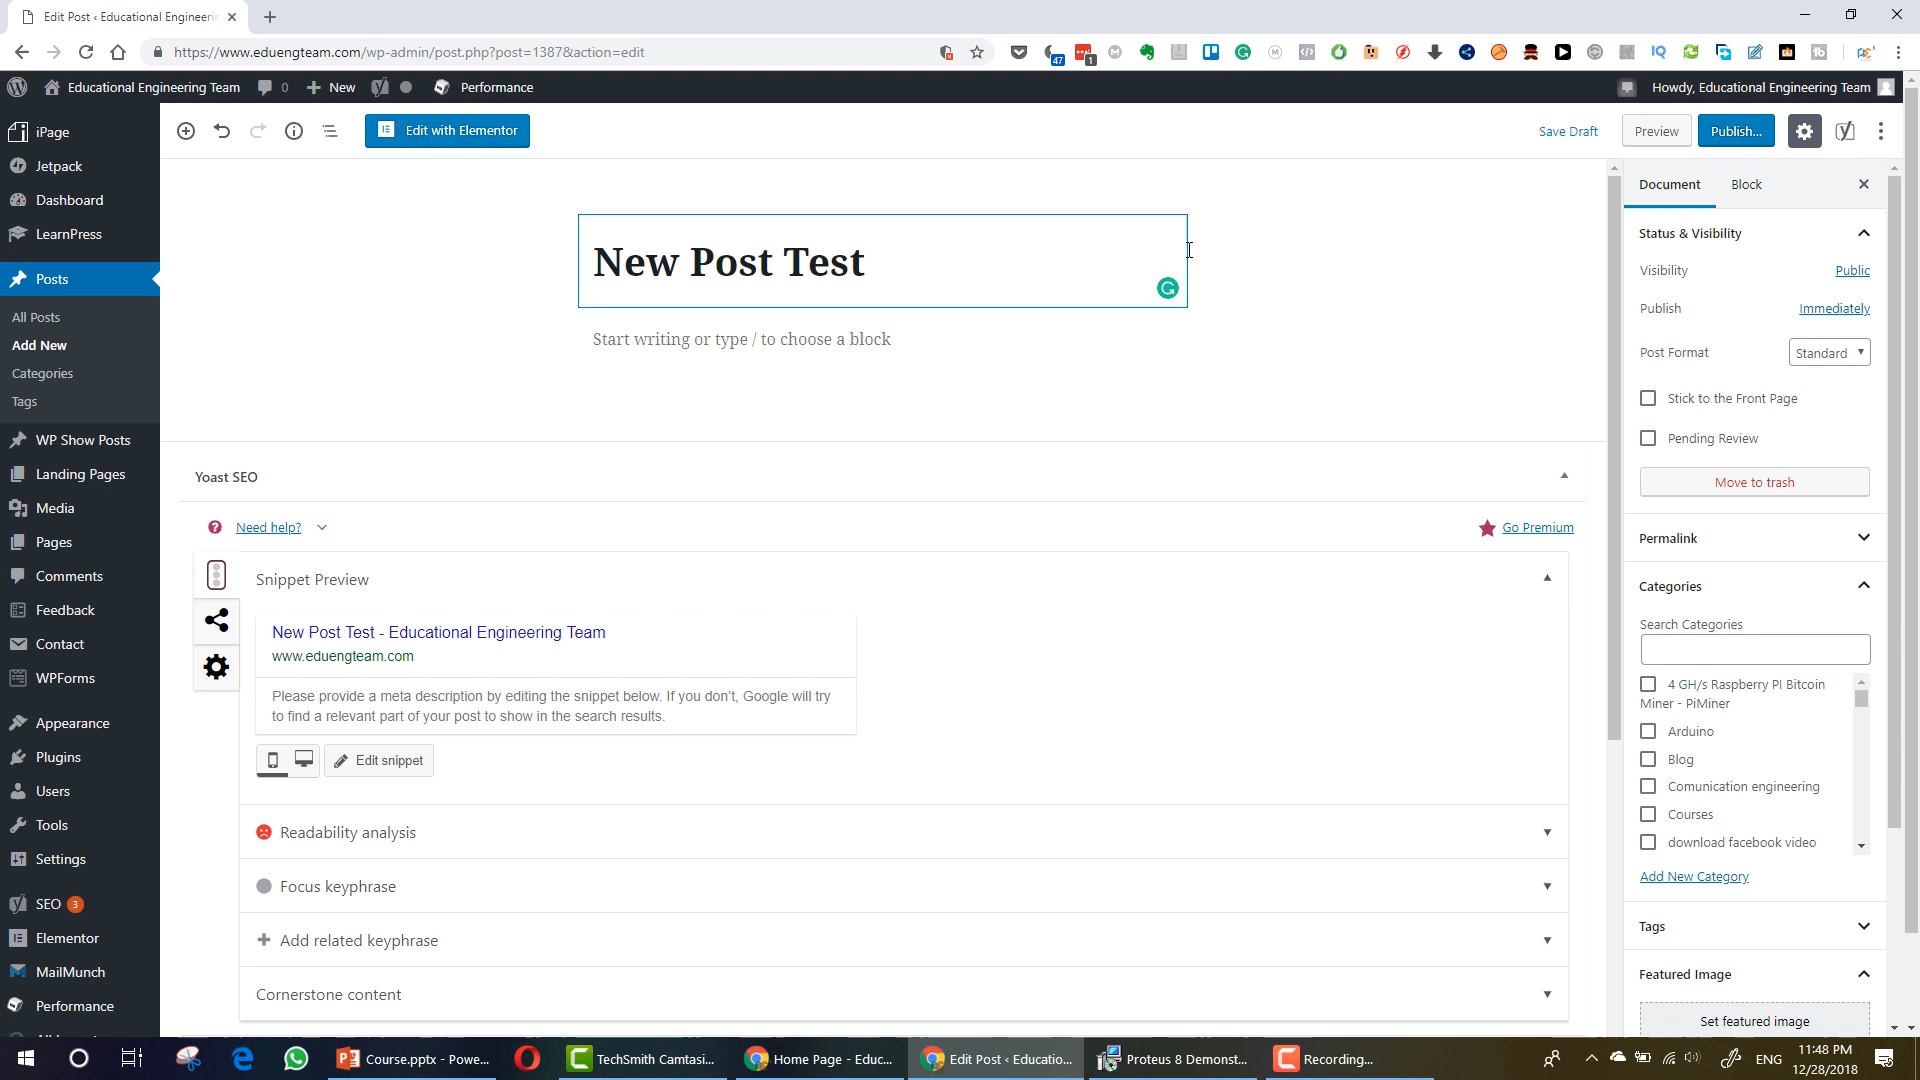 Edit Post ‹ Educational Engineerin
https://www.eduengteam.com/wp-admin/post.php?post=1387&action=edit
47
1
IQ
Educational Engineering Team
0
New
Performance
Howdy, Educational Engineering Team
iPage
Jetpack
Dashboard
LearnPress
Posts
All Posts
Add New
Categories
Tags
WP Show Posts
Landing Pages
Media
Pages
Comments
Feedback
Contact
WPForms
Appearance
Plugins
Users
Tools
Settings
SEO 3
Elementor
MailMunch
Performance
Edit with Elementor
Save Draft
Preview
Publish...
New Post Test
Start writing or type / to choose a block
Yoast SEO
Need help?
Go Premium
Snippet Preview
New Post Test - Educational Engineering Team
www.eduengteam.com
Please provide a meta description by editing the snippet below. If you don't, Google will try
to find a relevant part of your post to show in the search results.
Edit snippet
Readability analysis
Focus keyphrase
Add related keyphrase
Cornerstone content
Document
Block
Status & Visibility
Visibility
Public
Publish
Immediately
Post Format
Standard
Stick to the Front Page
Pending Review
Move to trash
Permalink
Categories
Search Categories
4 GH/s Raspberry PI Bitcoin
Miner - PiMiner
Arduino
Blog
Comunication engineering
Courses
download facebook video
Add New Category
Tags
Featured Image
Set featured image
Course.pptx - Powe...
TechSmith Camtasi...
Home Page - Educ...
Edit Post ‹ Educatio...
Proteus 8 Demonst...
Recording...
ENG
11:48 PM
12/28/2018